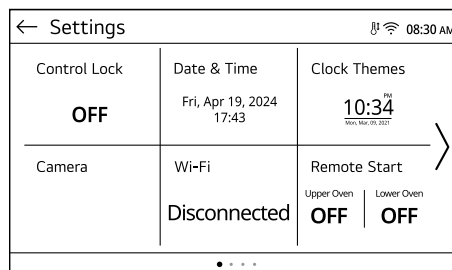 ← Settings
08:30 AM
Control Lock
OFF
Date & Time
Fri, Apr 19, 2024
17:43
Clock Themes
PM
10:34
Mon, Mar, 09, 2021
Camera
Wi-Fi
Disconnected
Remote Start
Upper Oven
OFF
Lower Oven
OFF